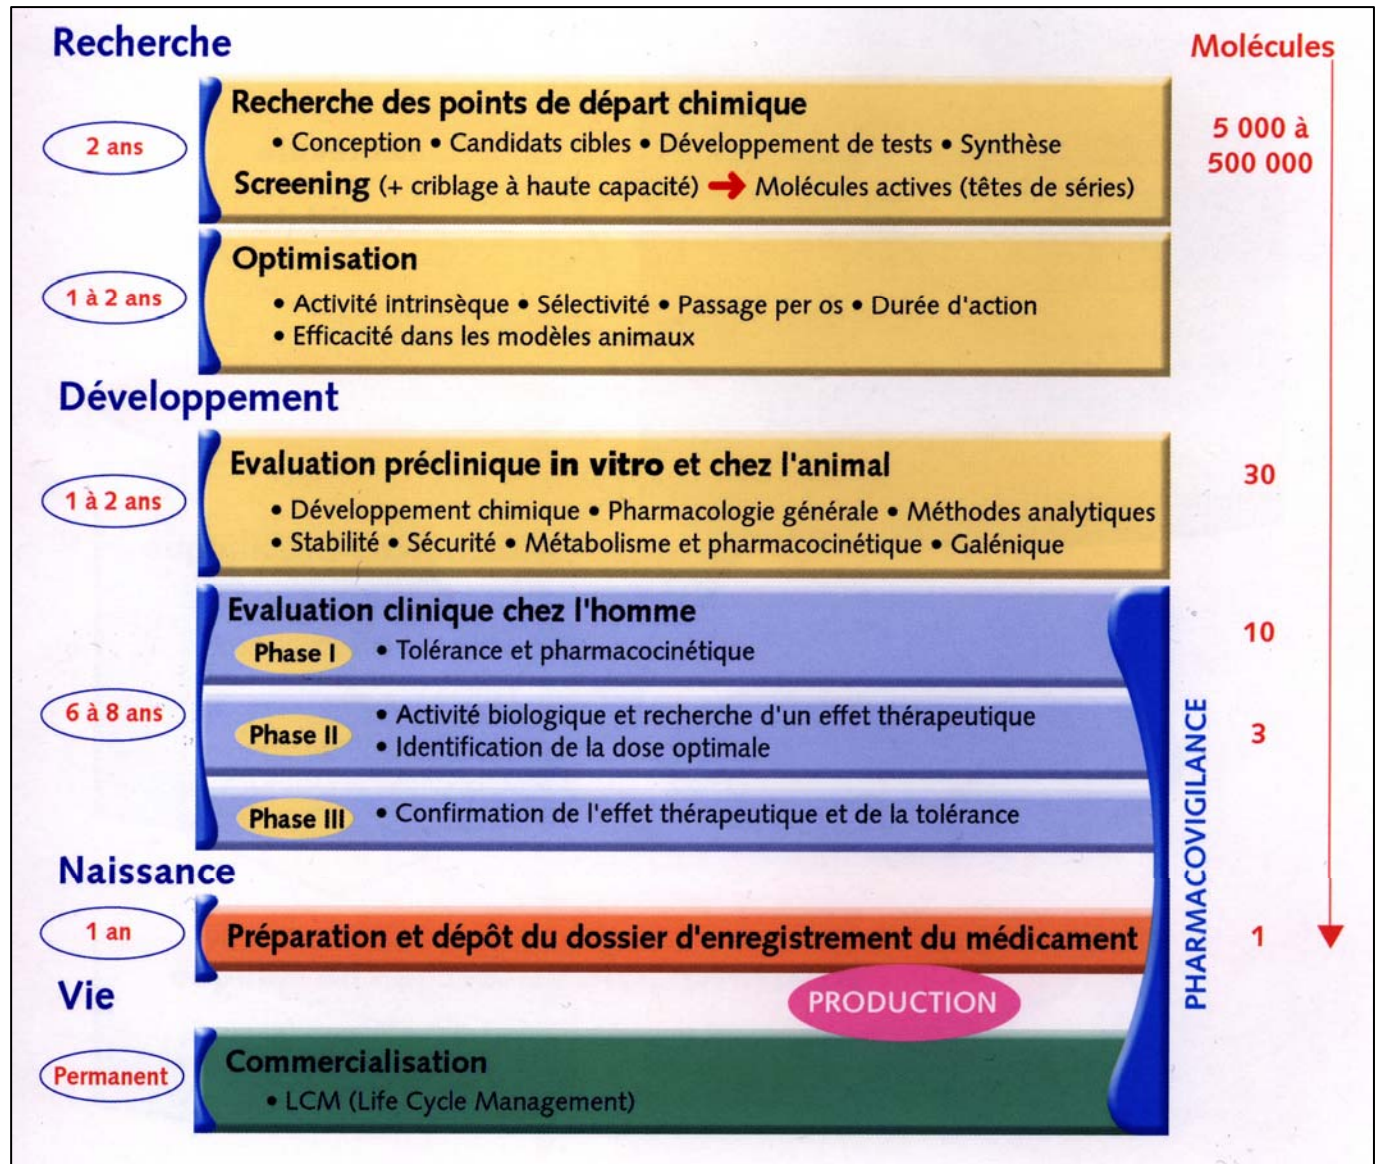 Recherche
Molécules
Recherche des points de départ chimique
2 ans
• Conception • Candidats cibles • Développement de tests • Synthèse
5 000 à
500 000
Screening (+ criblage à haute capacité) → Molécules actives (têtes de séries)
Optimisation
1 à 2 ans
• Activité intrinsèque • Sélectivité • Passage per os • Durée d'action
• Efficacité dans les modèles animaux
Développement
Evaluation préclinique in vitro et chez l'animal
30
1 à 2 ans
• Développement chimique • Pharmacologie générale • Méthodes analytiques
• Stabilité • Sécurité • Métabolisme et pharmacocinétique • Galénique
Evaluation clinique chez l'homme
10
Phase I
• Tolérance et pharmacocinétique
6 à 8 ans
Phase II
• Activité biologique et recherche d'un effet thérapeutique
• Identification de la dose optimale
3
Phase III
• Confirmation de l'effet thérapeutique et de la tolérance
PHARMACOVIGILANCE
Naissance
1 an
Préparation et dépôt du dossier d'enregistrement du médicament
1
Vie
PRODUCTION
Commercialisation
Permanent
• LCM (Life Cycle Management)